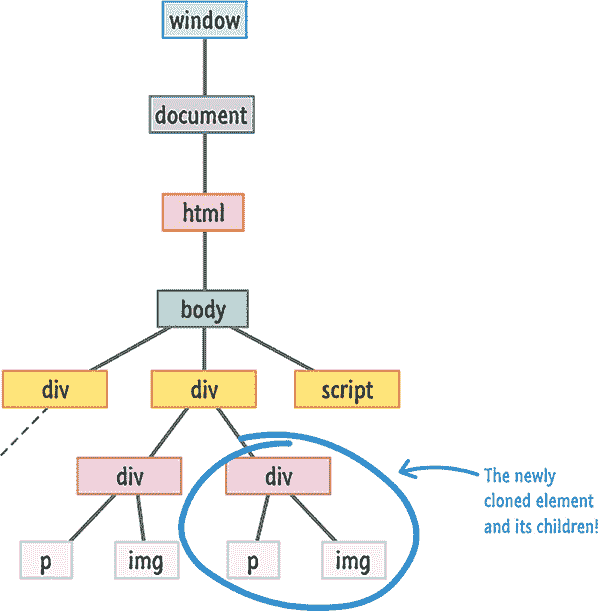 window
document
html
body
div div script
div div
p img p img
The newly
cloned element
and its children!